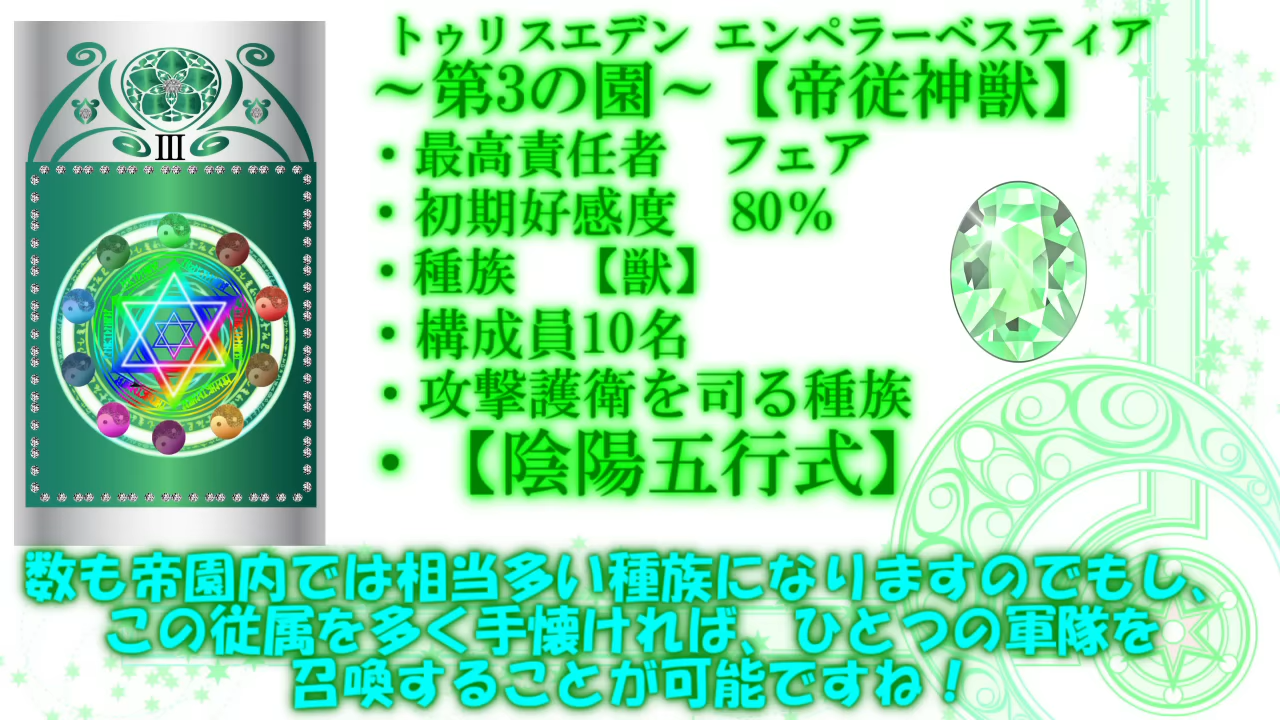 トゥリスエデン エンペラーベスティア
～第3の園～【帝従神獣】
・最高責任者 フェア
・初期好感度 80％
・種族 【獣】
・構成員10名
・攻撃護衛を司る種族
・【陰陽五行式】
III
数も帝園内では相当多い種族になりますのでもし、
この従属を多く手懐ければ、ひとつの軍隊を
召喚することが可能ですね！